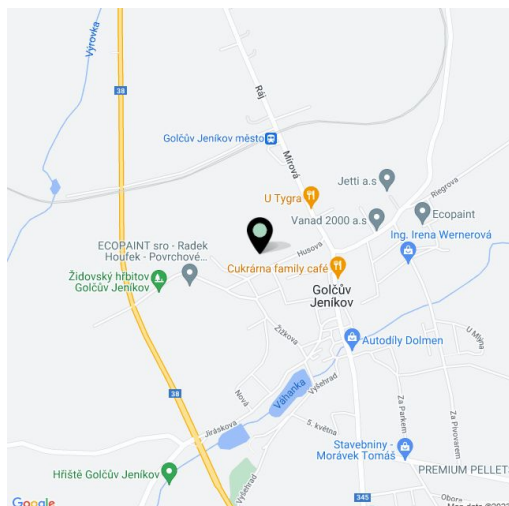 Výrovka
38
Ráj
Golčův Jeníkov město
Mírová
Jetti a.s
Riegrova
U Tygra
Vanad 2000 a.s
Ecopaint
Ing. Irena Wernerová
ECOPAINT sro - Radek
Houfek - Povrchové...
Husova
Cukrárna family café
Židovský hřbitov
Golčův Jeníkov
Golčův
Jeníkov
Žižkova
Autodíly Dolmen
U Mlýna
Vyšehrad
Váhanka
Nová
38
Za Parkem
Za Pivovarem
Jiráskova
5. května
Stavebniny -
Morávek Tomáš
Hřiště Golčův Jeníkov
PREMIUM PELLET
Vyšehrad
345
Obora
Google